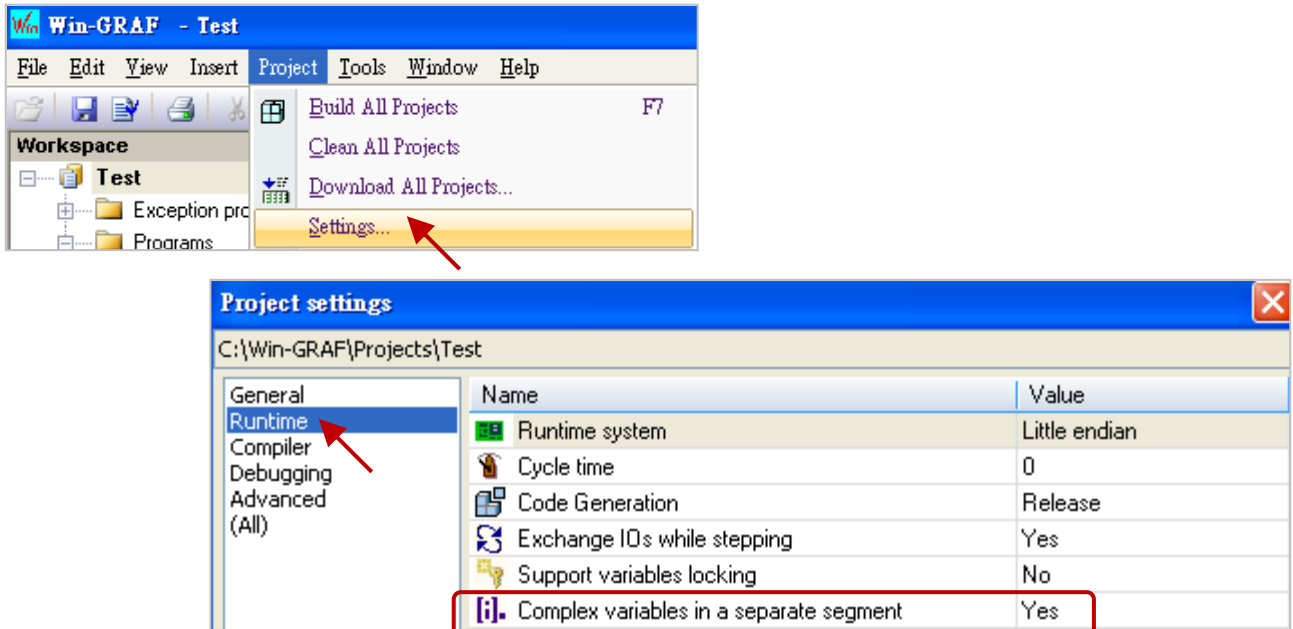 Win-GRAF - Test
File Edit View Insert Project Tools Window Help
Build All Projects F7
Workspace
Clean All Projects
Test
Download All Projects...
Exception pro
Settings...
Programs
Project settings
C:\Win-GRAF\Projects\Test
General
Runtime
Compiler
Debugging
Advanced
(All)
Name Value
Runtime system Little endian
Cycle time 0
Code Generation Release
Exchange IOs while stepping Yes
Support variables locking No
[i]. Complex variables in a separate segment Yes